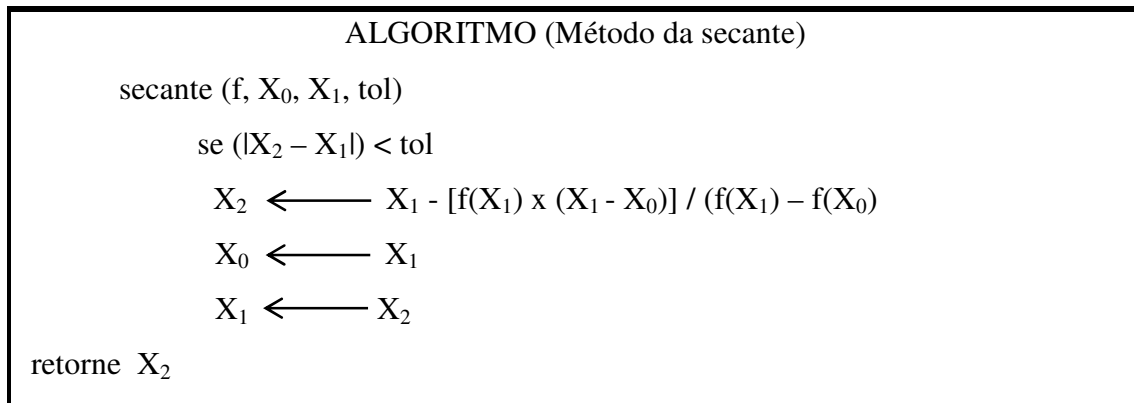 ALGORITMO (Método da secante)
secante (f, X₀, X₁, tol)
se (|X₂ – X₁|) < tol
X₂ ← X₁ - [f(X₁) x (X₁ - X₀)] / (f(X₁) – f(X₀)
X₀ ← X₁
X₁ ← X₂
retorne X₂